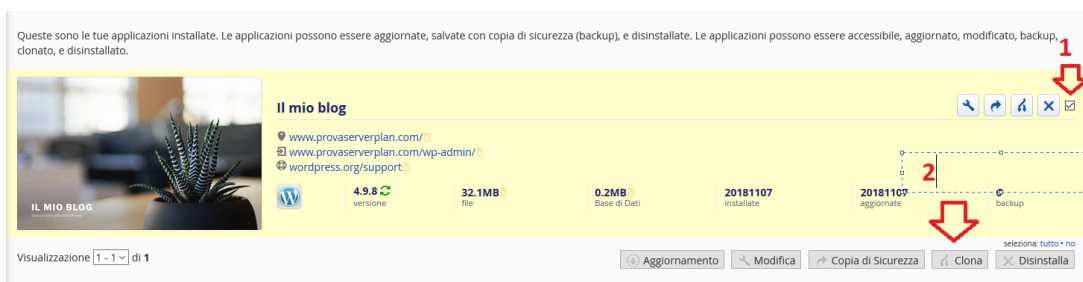 Queste sono le tue applicazioni installate. Le applicazioni possono essere aggiornate, salvate con copia di sicurezza (backup), e disinstallate. Le applicazioni possono essere accessibile, aggiornato, modificato, backup,
clonato, e disinstallato.
1
Il mio blog
www.provaserverplan.com/
www.provaserverplan.com/wp-admin/
wordpress.org/support
2
4.9.8 32.1MB 0.2MB 20181107 20181107 0
versione file Base di Dati installate aggiornate backup
IL MIO BLOG
seleziona: tutto • no
Visualizzazione 1 - 1 di 1 Aggiornamento Modifica Copia di Sicurezza Clona Disinstalla